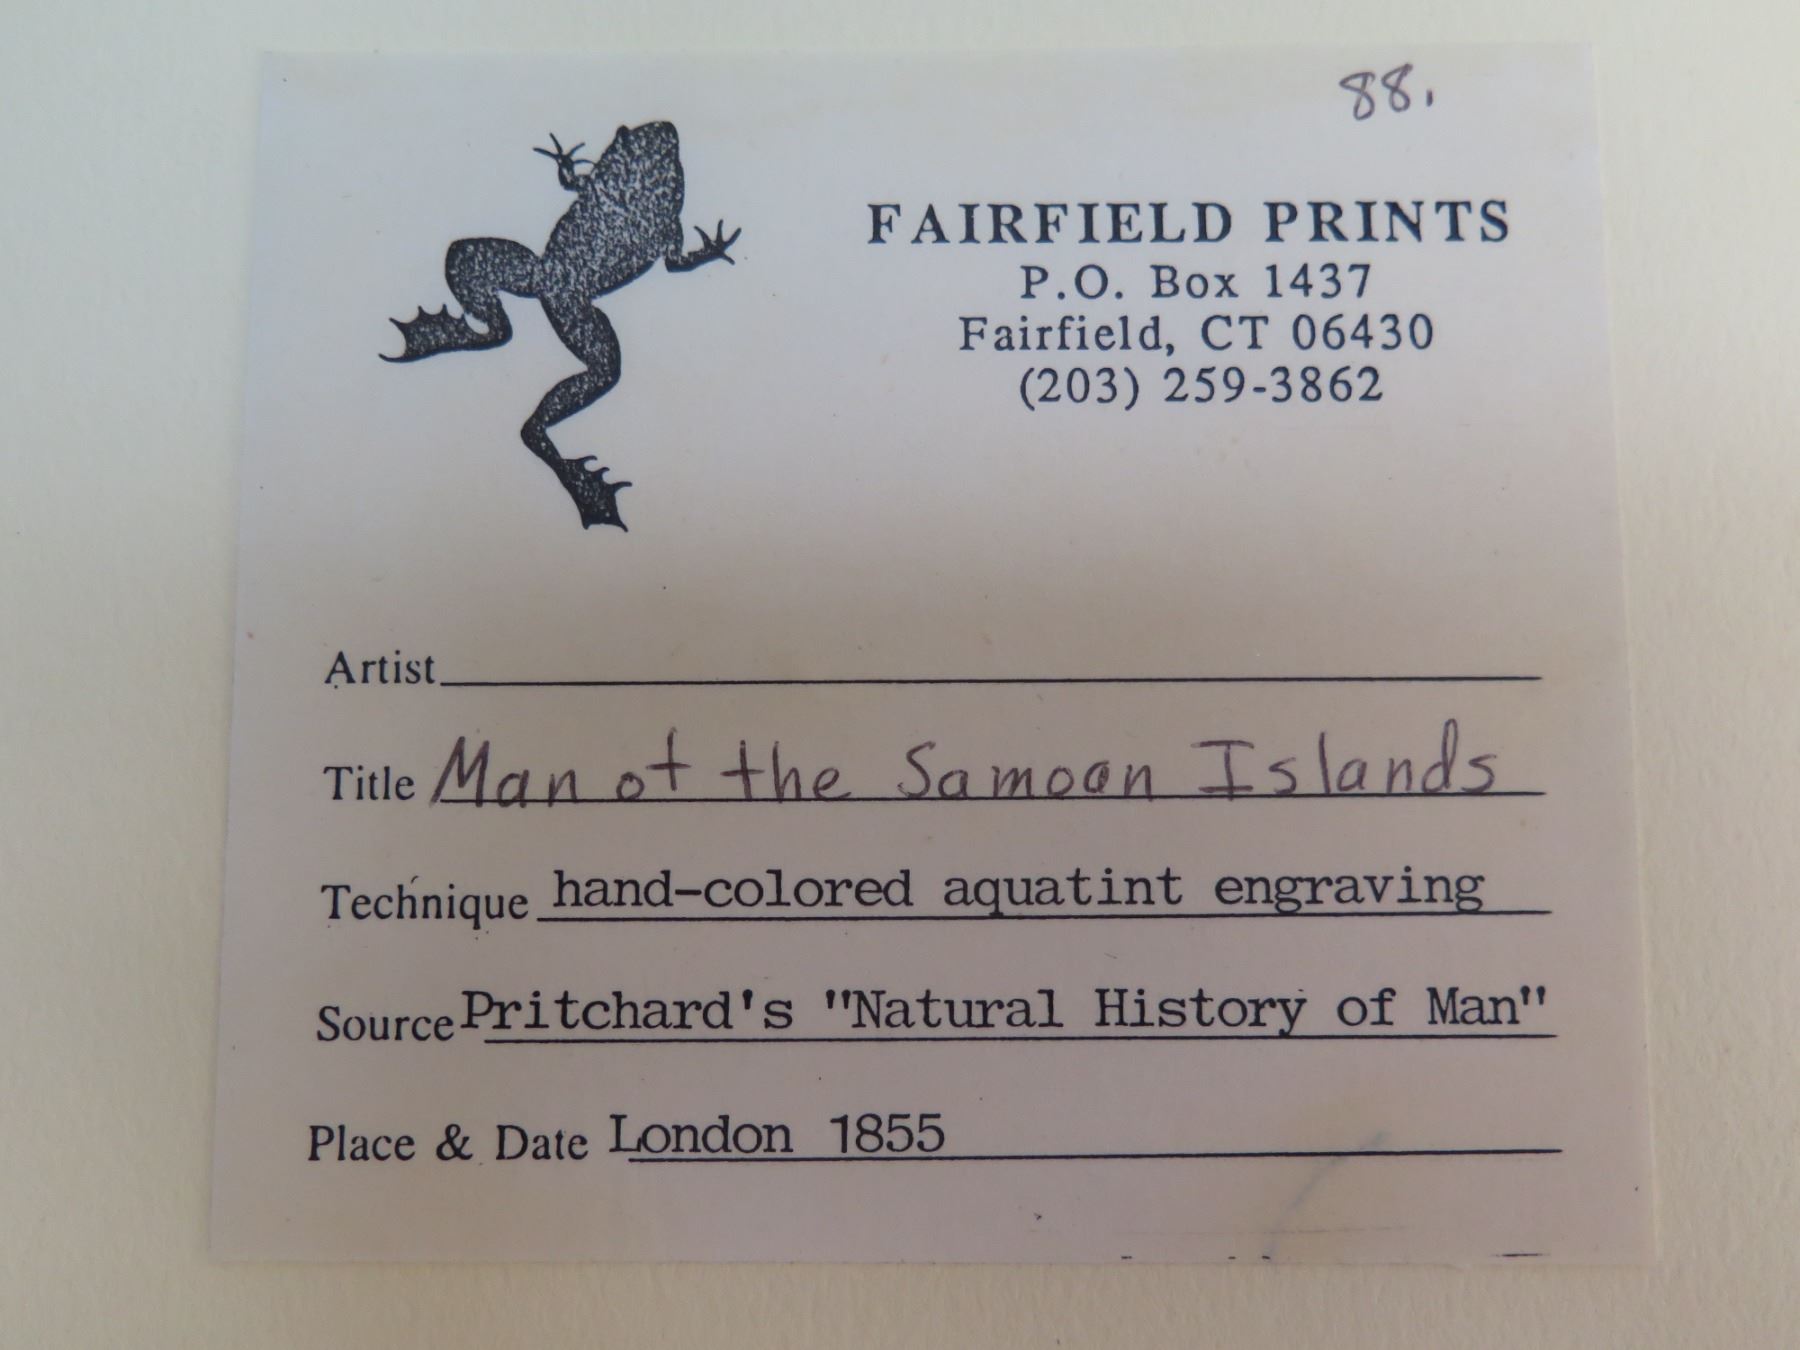 88.
FAIRFIELD PRINTS
P.O. Box 1437
Fairfield, CT 06430
(203) 259-3862
Artist
Title Man of the Samoan Islands
Technique hand-colored aquatint engraving
Source Pritchard's "Natural History of Man"
Place & Date London 1855